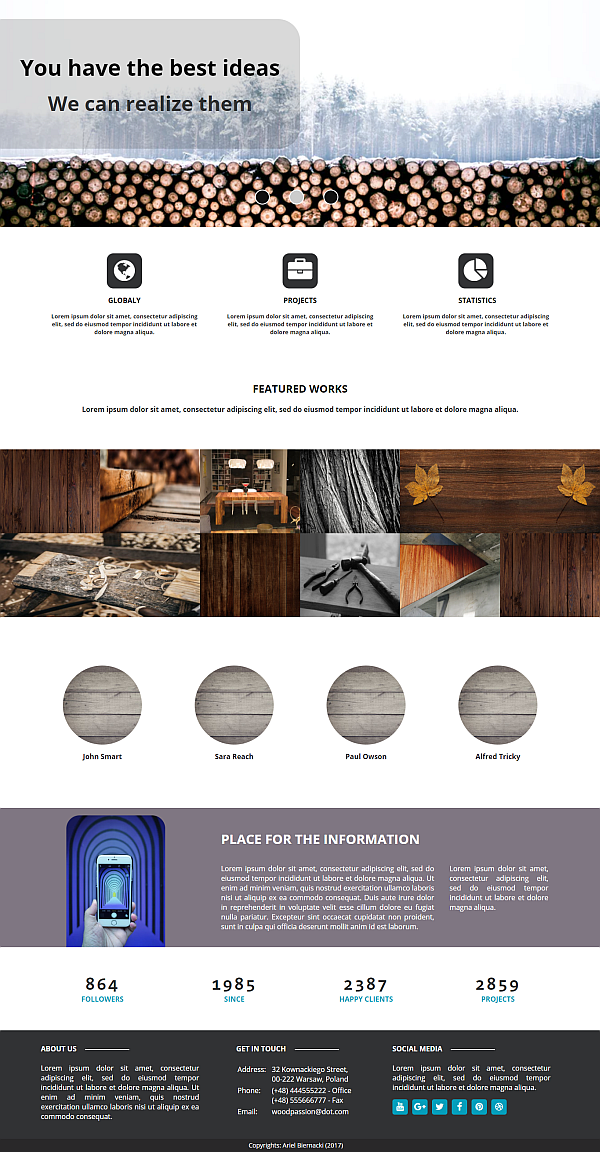 You have the best ideas
We can realize them
GLOBALY
Lorem ipsum dolor sit amet, consectetur adipiscing
elit, sed do eiusmod tempor incididunt ut labore et
dolore magna aliqua.
PROJECTS
Lorem ipsum dolor sit amet, consectetur adipiscing
elit, sed do eiusmod tempor incididunt ut labore et
dolore magna aliqua.
STATISTICS
Lorem ipsum dolor sit amet, consectetur adipiscing
elit, sed do eiusmod tempor incididunt ut labore et
dolore magna aliqua.
FEATURED WORKS
Lorem ipsum dolor sit amet, consectetur adipiscing elit, sed do eiusmod tempor incididunt ut labore et dolore magna aliqua.
John Smart
Sara Reach
Paul Owson
Alfred Tricky
PLACE FOR THE INFORMATION
Lorem ipsum dolor sit amet, consectetur adipiscing elit, sed do
eiusmod tempor incididunt ut labore et dolore magna aliqua. Ut
enim ad minim veniam, quis nostrud exercitation ullamco laboris
nisi ut aliquip ex ea commodo consequat. Duis aute irure dolor
in reprehenderit in voluptate velit esse cillum dolore eu fugiat
nulla pariatur. Excepteur sint occaecat cupidatat non proident,
sunt in culpa qui officia deserunt mollit anim id est laborum.
Lorem ipsum dolor sit amet,
consectetur adipiscing elit,
sed do eiusmod tempor
incididunt ut labore et dolore
magna aliqua.
864
FOLLOWERS
1985
SINCE
2387
HAPPY CLIENTS
2859
PROJECTS
ABOUT US
Lorem ipsum dolor sit amet, consectetur
adipiscing elit, sed do eiusmod tempor
incididunt ut labore et dolore magna aliqua. Ut
enim ad minim veniam, quis nostrud
exercitation ullamco laboris nisi ut aliquip ex ea
commodo consequat.
GET IN TOUCH
Address: 32 Kownackiego Street,
00-222 Warsaw, Poland
Phone: (+48) 444555222 - Office
(+48) 555666777 - Fax
Email: woodpassion@dot.com
SOCIAL MEDIA
Lorem ipsum dolor sit amet, consectetur
adipiscing elit, sed do eiusmod tempor
incididunt ut labore et dolore magna aliqua.
Copyrights: Ariel Biernacki (2017)